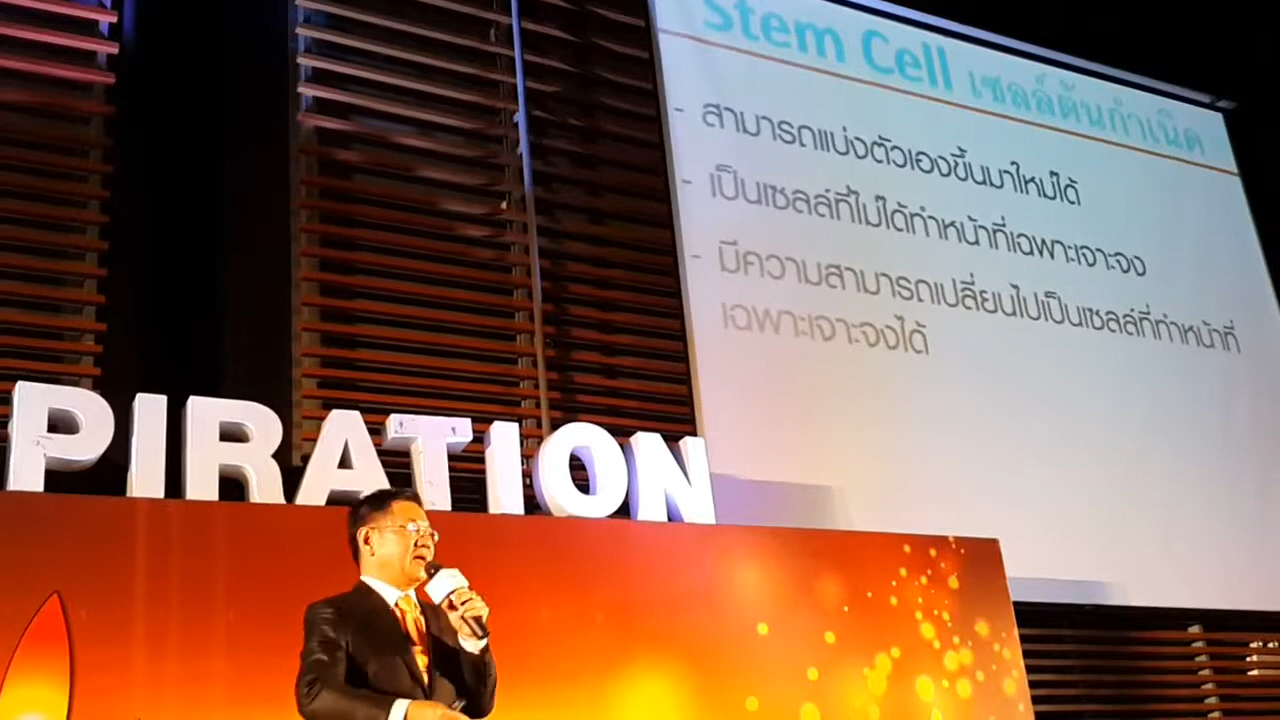 Stem Cell เซลล์ต้นกำเนิด
- สามารถแบ่งตัวเองขึ้นมาใหม่ได้
- เป็นเซลล์ที่ไม่ได้ทำหน้าที่เฉพาะเจาะจง
- มีความสามารถเปลี่ยนไปเป็นเซลล์ที่ทำหน้าที่
เฉพาะเจาะจงได้
PIRATION